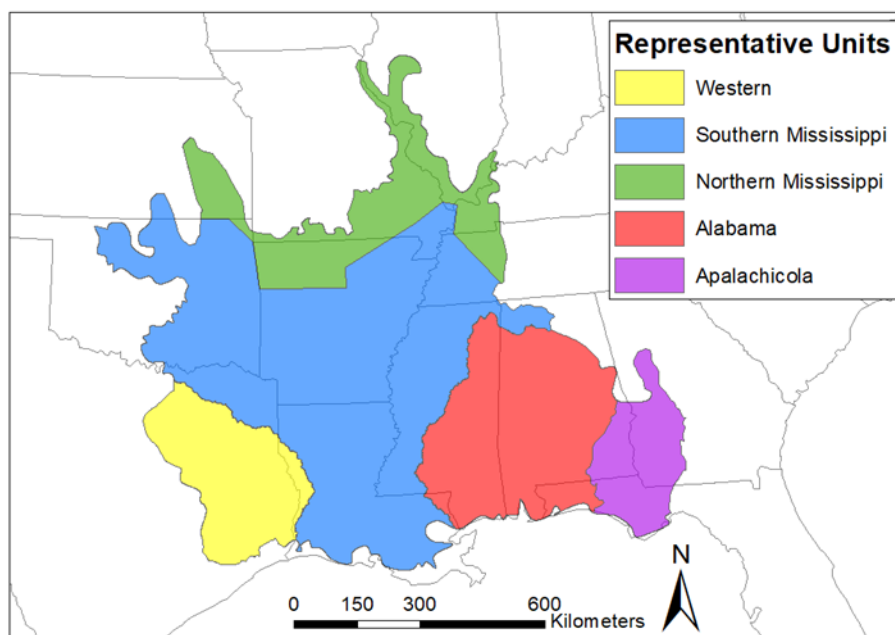 Representative Units
Western
Southern Mississippi
Northern Mississippi
Alabama
Apalachicola
N
0 150 300 600
Kilometers